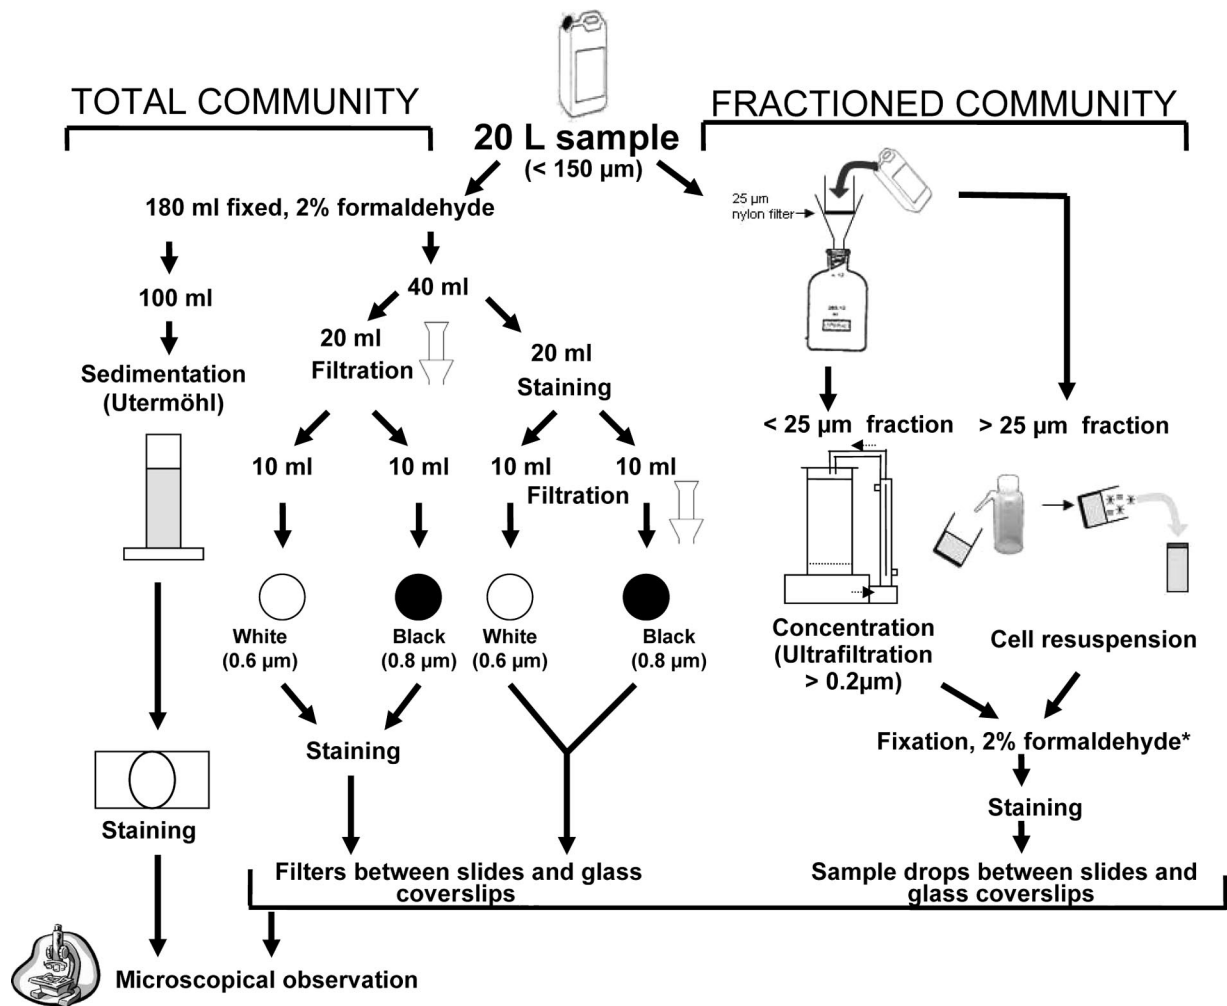 TOTAL COMMUNITY
FRACTIONED COMMUNITY
20 L sample
(< 150 µm)
180 ml fixed, 2% formaldehyde
25 µm
nylon filter
100 ml
40 ml
20 ml
Filtration
20 ml
Staining
Sedimentation
(Utermöhl)
< 25 µm fraction
> 25 µm fraction
10 ml
10 ml
10 ml
10 ml
Filtration
White
(0.6 µm)
Black
(0.8 µm)
White
(0.6 µm)
Black
(0.8 µm)
Concentration
(Ultrafiltration
> 0.2µm)
Cell resuspension
Staining
Fixation, 2% formaldehyde*
Staining
Staining
Filters between slides and glass
coverslips
Sample drops between slides and
glass coverslips
Microscopical observation